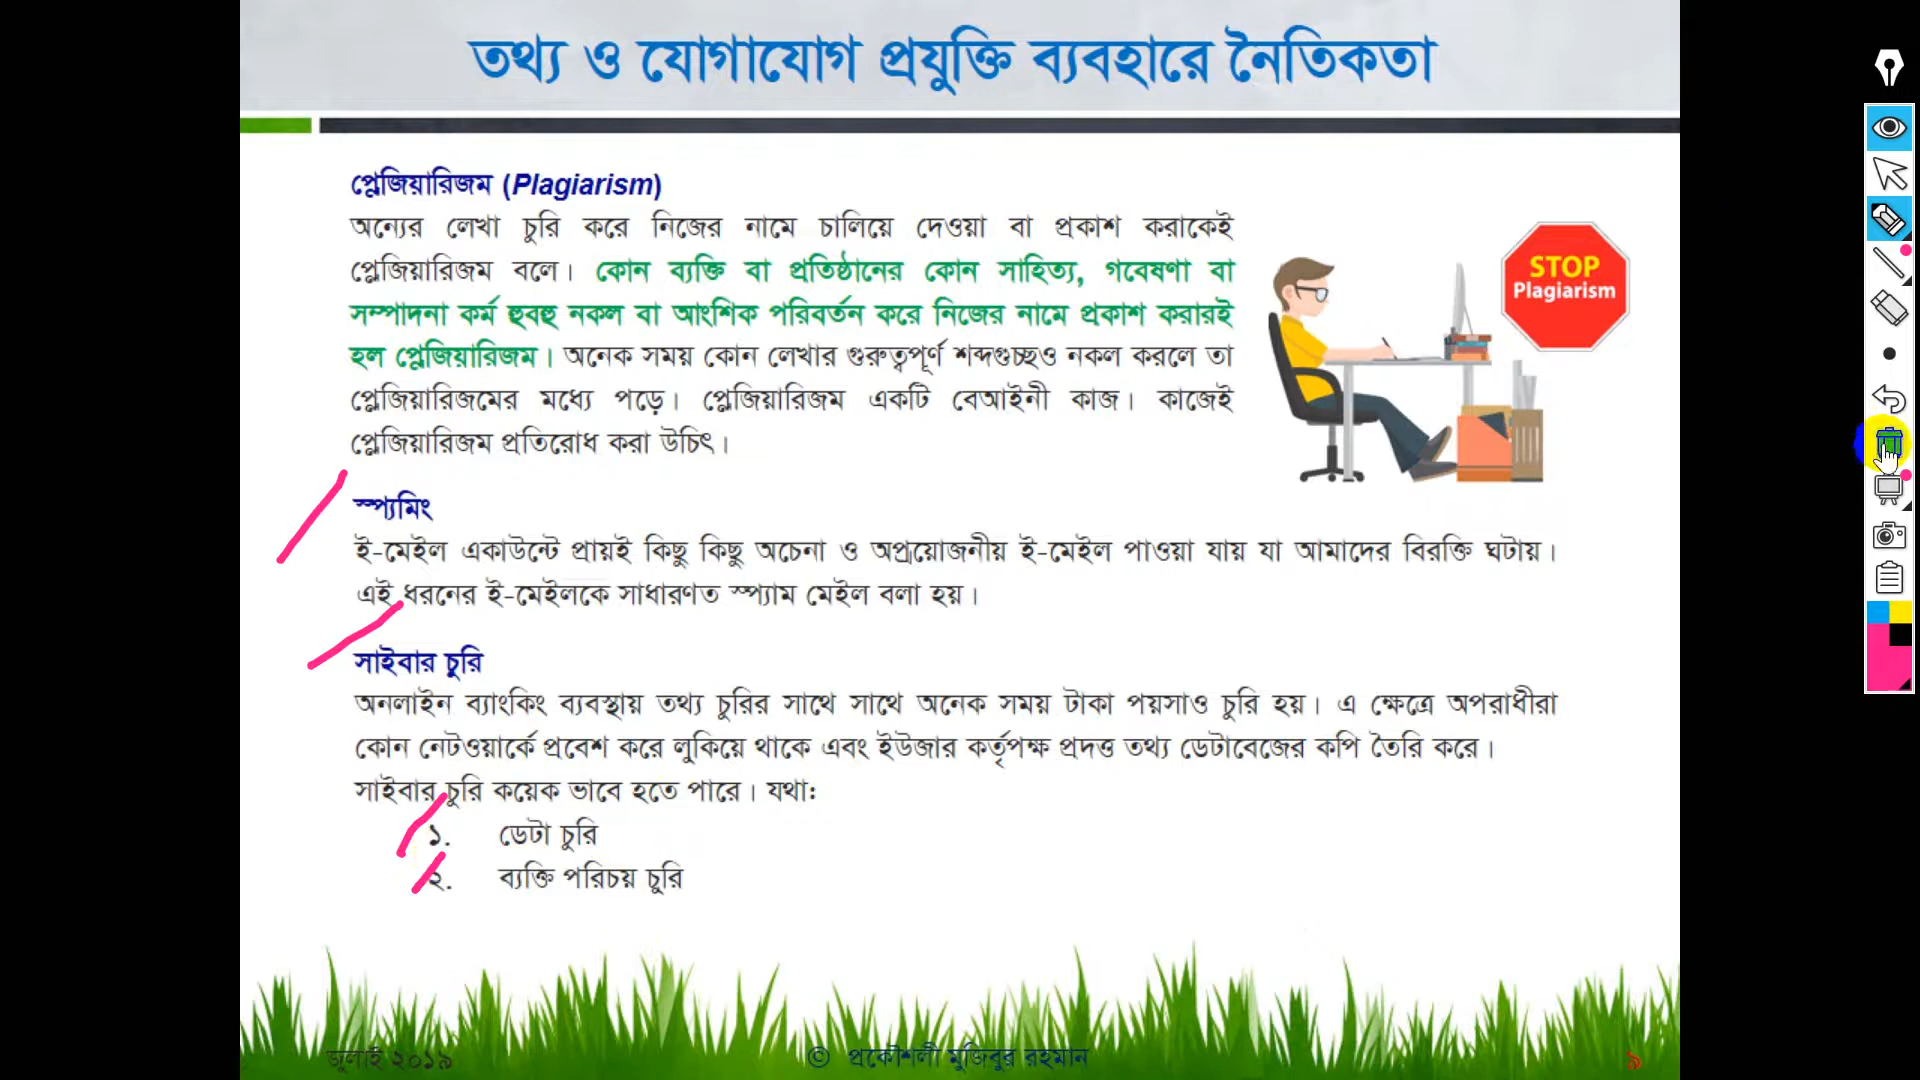 তথ্য ও যোগাযোগ প্রযুক্তি ব্যবহারে নৈতিকতা
প্লেজিয়ারিজম (Plagiarism)
অন্যের লেখা চুরি করে নিজের নামে চালিয়ে দেওয়া বা প্রকাশ করাকেই
প্লেজিয়ারিজম বলে। কোন ব্যক্তি বা প্রতিষ্ঠানের কোন সাহিত্য, গবেষণা বা
সম্পাদনা কর্ম হুবহু নকল বা আংশিক পরিবর্তন করে নিজের নামে প্রকাশ করারই
হল প্লেজিয়ারিজম। অনেক সময় কোন লেখার গুরুত্বপূর্ণ শব্দগুচ্ছও নকল করলে তা
প্লেজিয়ারিজমের মধ্যে পড়ে। প্লেজিয়ারিজম একটি বেআইনী কাজ। কাজেই
প্লেজিয়ারিজম প্রতিরোধ করা উচিৎ।
STOP
Plagiarism
স্প্যমিং
ই-মেইল একাউন্টে প্রায়ই কিছু কিছু অচেনা ও অপ্রয়োজনীয় ই-মেইল পাওয়া যায় যা আমাদের বিরক্তি ঘটায়।
এই ধরনের ই-মেইলকে সাধারণত স্প্যাম মেইল বলা হয়।
সাইবার চুরি
অনলাইন ব্যাংকিং ব্যবস্থায় তথ্য চুরির সাথে সাথে অনেক সময় টাকা পয়সাও চুরি হয়। এ ক্ষেত্রে অপরাধীরা
কোন নেটওয়ার্কে প্রবেশ করে লুকিয়ে থাকে এবং ইউজার কর্তৃপক্ষ প্রদত্ত তথ্য ডেটাবেজের কপি তৈরি করে।
সাইবার চুরি কয়েক ভাবে হতে পারে। যথা:
১. ডেটা চুরি
২. ব্যক্তি পরিচয় চুরি
জুলাই ২০১৯
© প্রকৌশলী মুজিবুর রহমান
৯